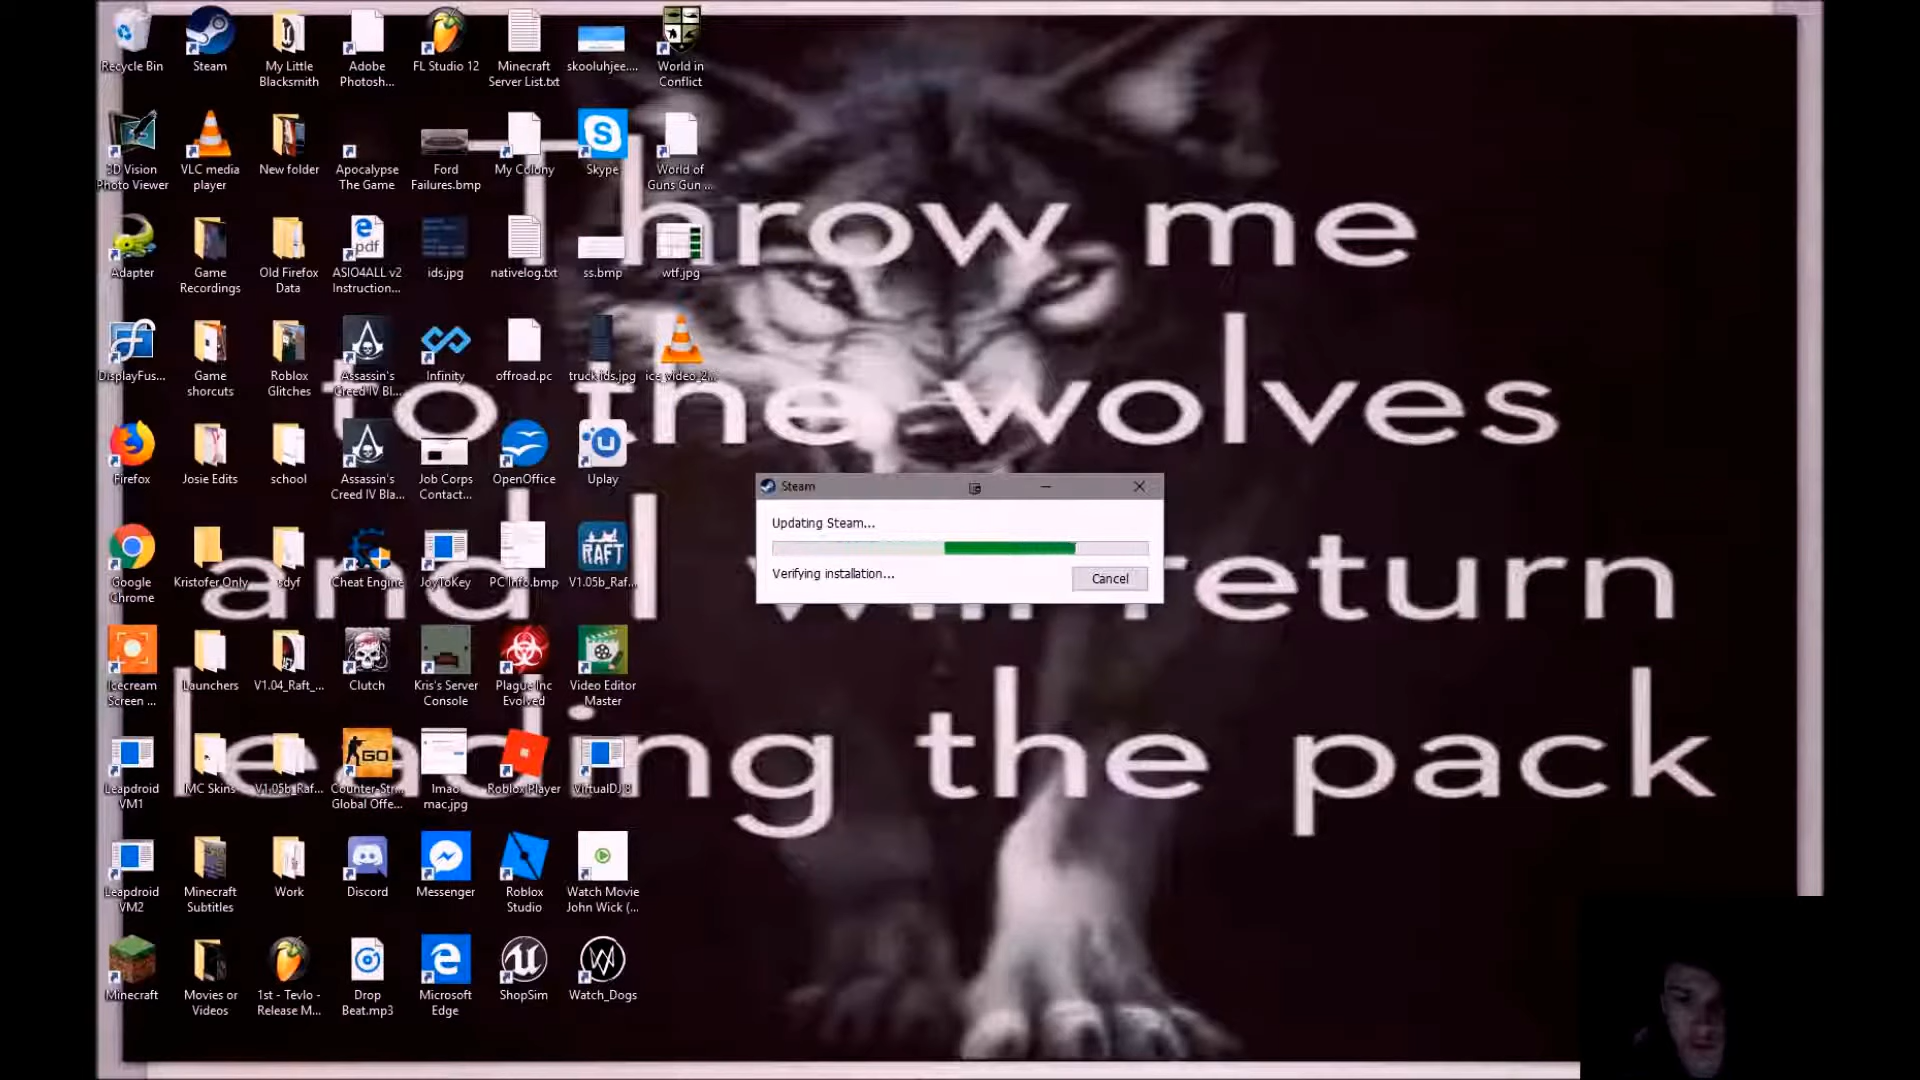 Recycle Bin
Steam
My Little Blacksmith
Adobe Photosh...
FL Studio 12
Minecraft Server List.txt
skooluhjee....
World in Conflict
3D Vision Photo Viewer
VLC media player
New folder
Apocalypse The Game
Ford Failures.bmp
My Colony
Skype
World of Guns Gun ...
Throw me
Adapter
Game Recordings
Old Firefox Data
pdf
ASIO4ALL v2 Instruction...
ids.jpg
nativelog.txt
ss.bmp
wtf.jpg
DisplayFus...
Game shorcuts
Roblox Glitches
Assassin's Creed IV Bl...
Infinity
offroad.pc
truck ids.jpg
ice video_2...
to the wolves
Firefox
Josie Edits
school
Assassin's Creed IV Bla...
Job Corps Contact...
OpenOffice
Uplay
Steam
Updating Steam...
Verifying installation...
Cancel
Google Chrome
Kristofer Only
sdyf
Cheat Engine
JoyToKey
PC Info.bmp
RAFT
V1.05b_Raf...
and I will return
Icecream Screen ...
Launchers
V1.04_Raft_...
Clutch
Kris's Server Console
Plague Inc Evolved
Video Editor Master
leading the pack
Leapdroid VM1
MC Skins
V1.05b_Raf...
GO
Counter-Str... Global Offe...
lmao mac.jpg
Roblox Player
VirtualDJ 8
Leapdroid VM2
Minecraft Subtitles
Work
Discord
Messenger
Roblox Studio
Watch Movie John Wick (...
Minecraft
Movies or Videos
1st - Tevlo - Release M...
Drop Beat.mp3
Microsoft Edge
ShopSim
Watch_Dogs